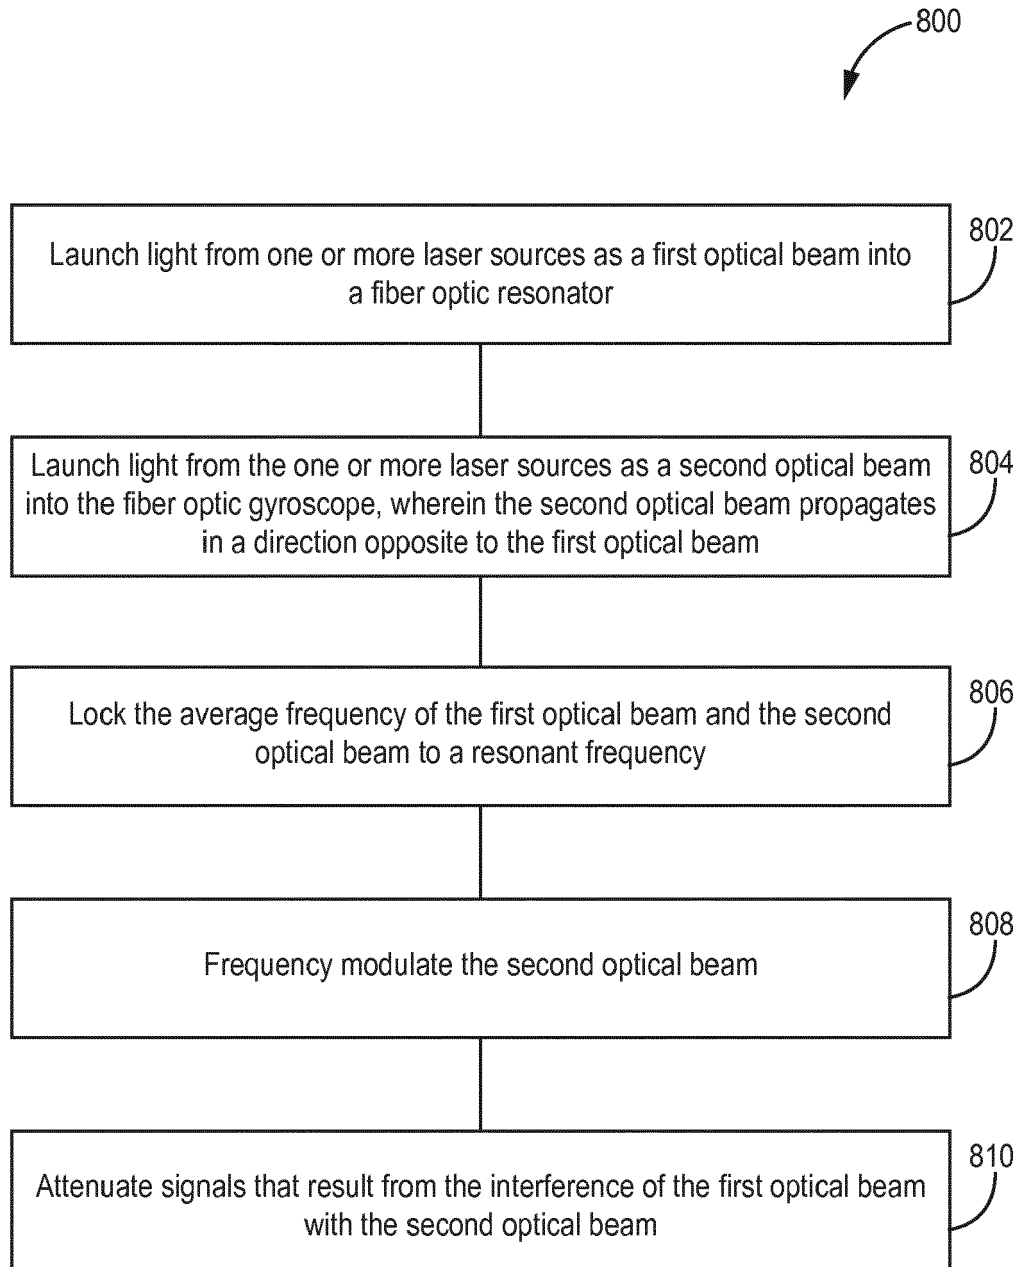 800
Launch light from one or more laser sources as a first optical beam into
a fiber optic resonator
802
Launch light from the one or more laser sources as a second optical beam
into the fiber optic gyroscope, wherein the second optical beam propagates
in a direction opposite to the first optical beam
804
Lock the average frequency of the first optical beam and the second
optical beam to a resonant frequency
806
Frequency modulate the second optical beam
808
Attenuate signals that result from the interference of the first optical beam
with the second optical beam
810